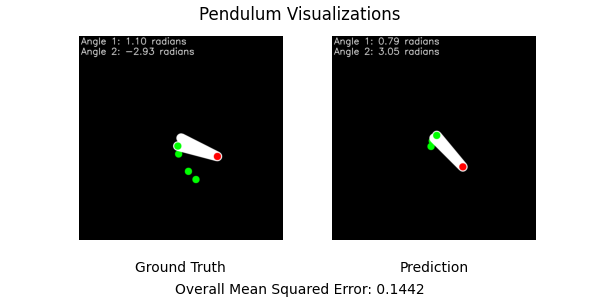 Pendulum Visualizations
Angle 1: 1.10 radians
Angle 2: −2.93 radians
Angle 1: 0.79 radians
Angle 2: 3.05 radians
Ground Truth
Prediction
Overall Mean Squared Error: 0.1442